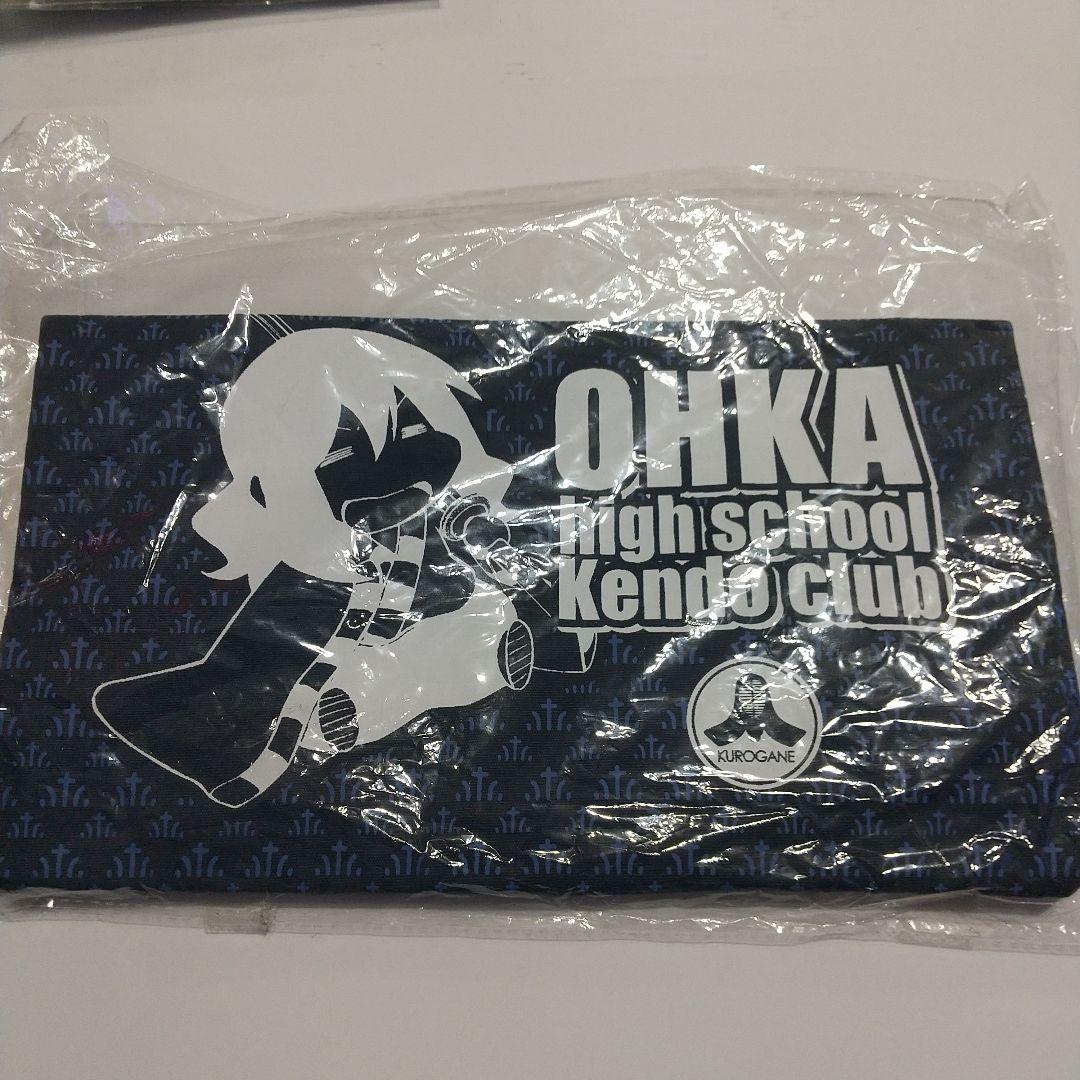 OHKA
high school
Kendo club
KUROGANE